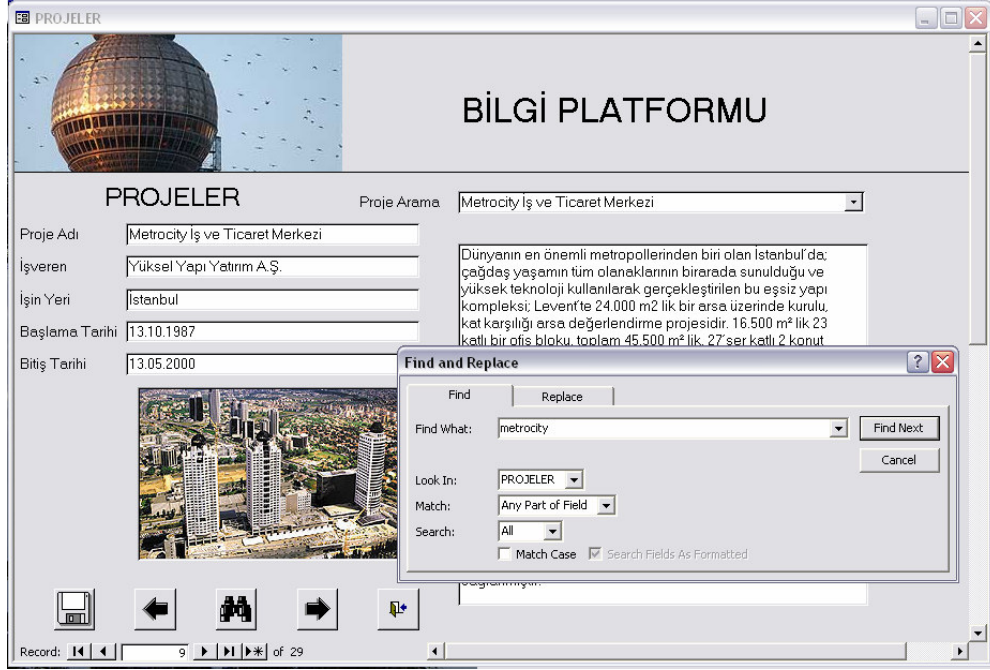 PROJELER
BİLGİ PLATFORMU
PROJELER
Proje Arama
Metrocity İş ve Ticaret Merkezi
Proje Adı
Metrocity İş ve Ticaret Merkezi
İşveren
Yüksel Yapı Yatırım A.Ş.
İşin Yeri
İstanbul
Başlama Tarihi
13.10.1987
Bitiş Tarihi
13.05.2000
Dünyanın en önemli metropollerinden biri olan İstanbul´da;
çağdaş yaşamın tüm olanaklarının birarada sunulduğu ve
yüksek teknoloji kullanılarak gerçekleştirilen bu eşsiz yapı
kompleksi; Levent´te 24.000 m2 lik bir arsa üzerinde kurulu,
kat karşılığı arsa değerlendirme projesidir. 16.500 m² lik 23
katlı bir ofis bloku, toplam 45.500 m² lik, 27´ser katlı 2 konut
Find and Replace
Find
Replace
Find What:
metrocity
Find Next
Cancel
Look In:
PROJELER
Match:
Any Part of Field
Search:
All
Match Case
Search Fields As Formatted
Record:
9
of 29